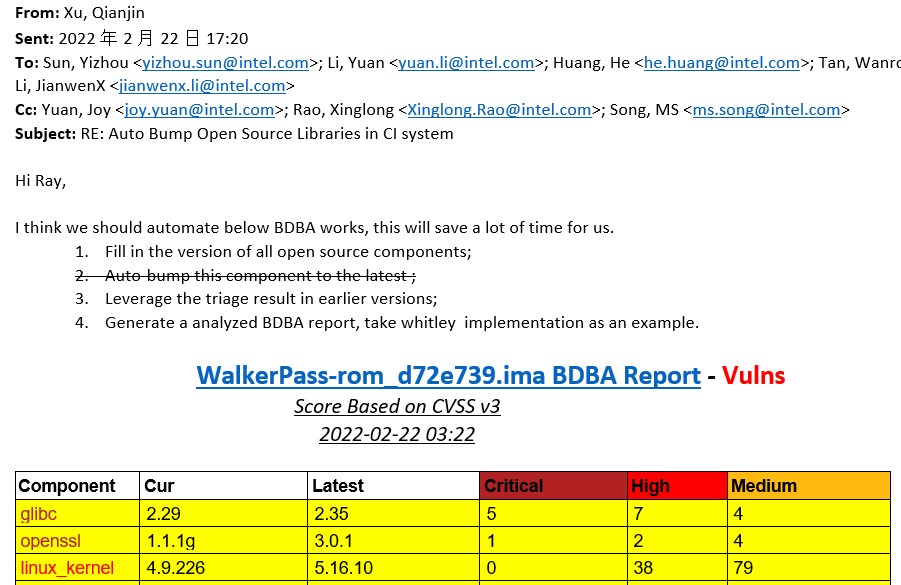 From: Xu, Qianjin
Sent: 2022 年 2 月 22 日 17:20
To: Sun, Yizhou <yizhou.sun@intel.com>; Li, Yuan <yuan.li@intel.com>; Huang, He <he.huang@intel.com>; Tan, Wanro
Li, JianwenX <jianwenx.li@intel.com>
Cc: Yuan, Joy <joy.yuan@intel.com>; Rao, Xinglong <Xinglong.Rao@intel.com>; Song, MS <ms.song@intel.com>
Subject: RE: Auto Bump Open Source Libraries in CI system
Hi Ray,
I think we should automate below BDBA works, this will save a lot of time for us.
1. Fill in the version of all open source components;
2. Auto-bump this component to the latest ;
3. Leverage the triage result in earlier versions;
4. Generate a analyzed BDBA report, take whitley  implementation as an example.
WalkerPass-rom_d72e739.ima BDBA Report - Vulns
Score Based on CVSS v3
2022-02-22 03:22
Component Cur Latest Critical High Medium
glibc 2.29 2.35 5 7 4
openssl 1.1.1g 3.0.1 1 2 4
linux_kernel 4.9.226 5.16.10 0 38 79